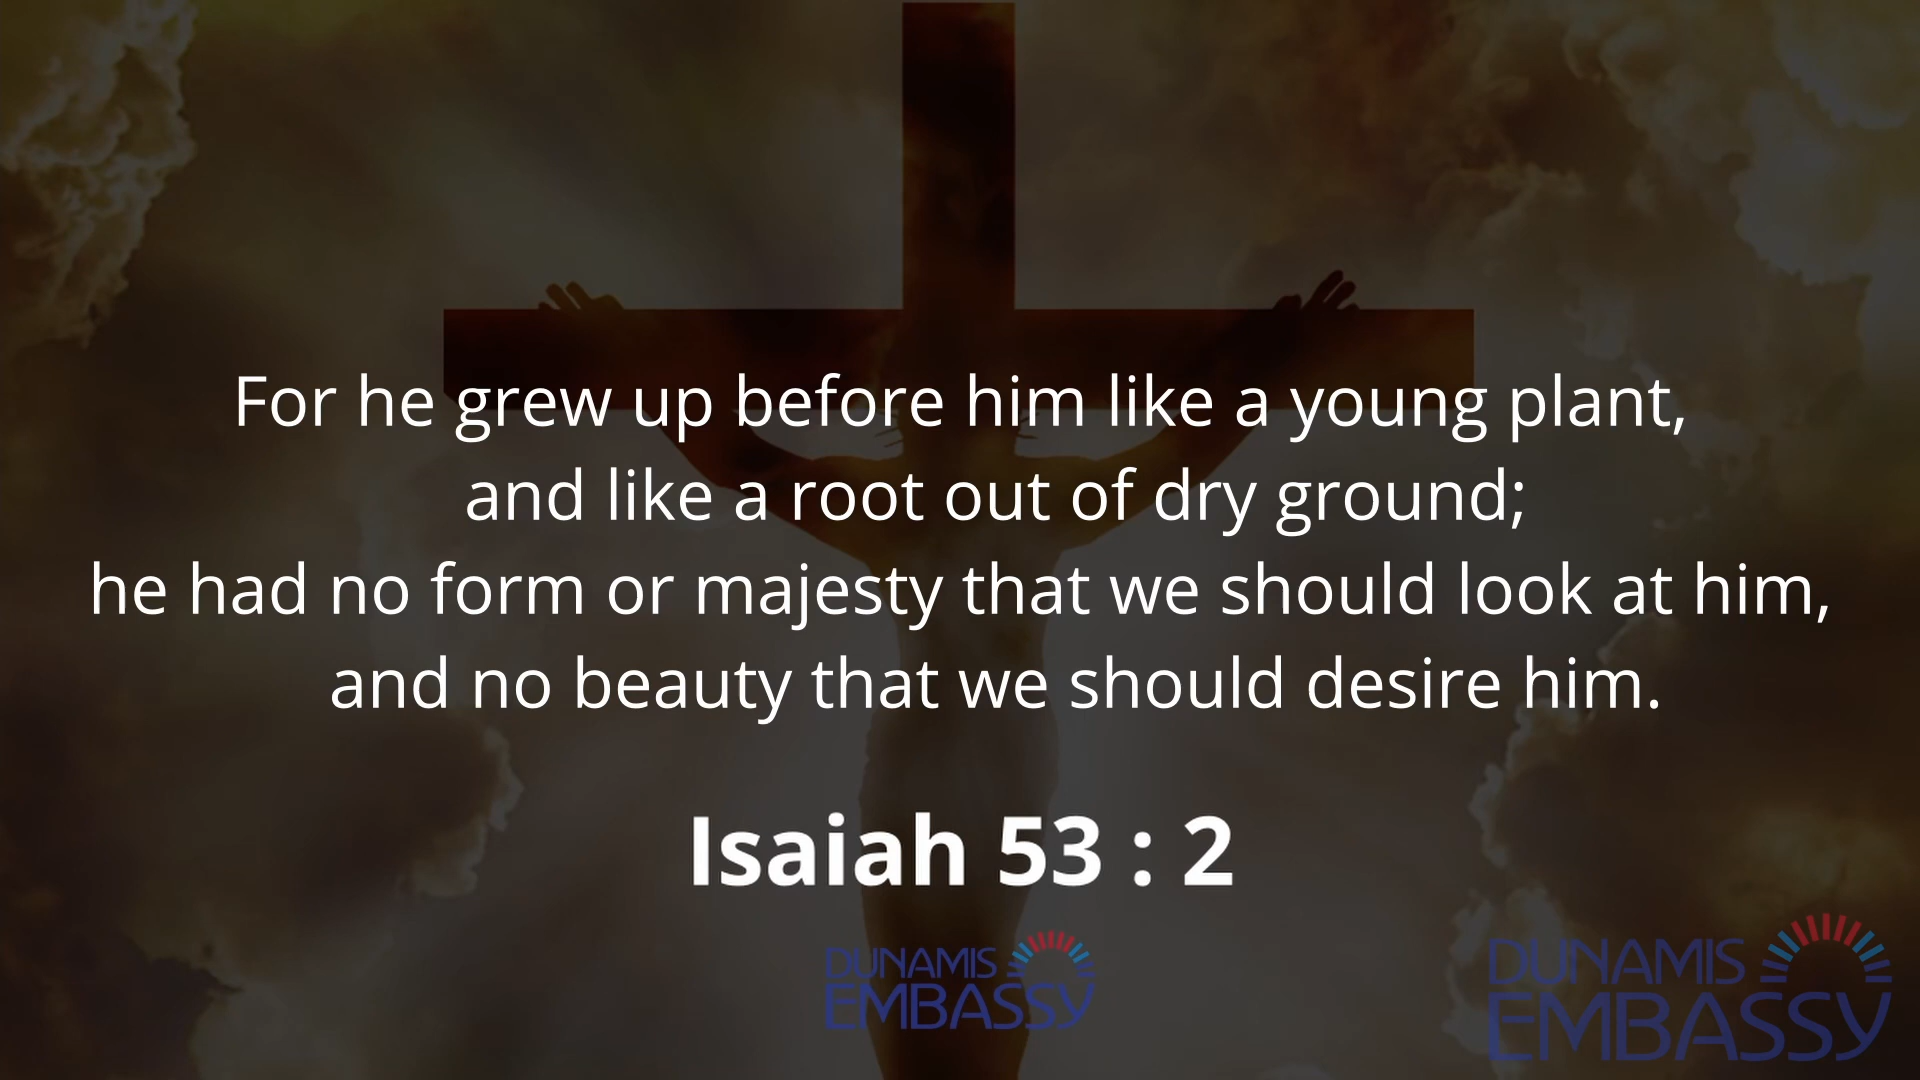 For he grew up before him like a young plant,
and like a root out of dry ground;
he had no form or majesty that we should look at him,
and no beauty that we should desire him.
Isaiah 53 : 2
DUNAMIS
EMBASSY
DUNAMIS
EMBASSY